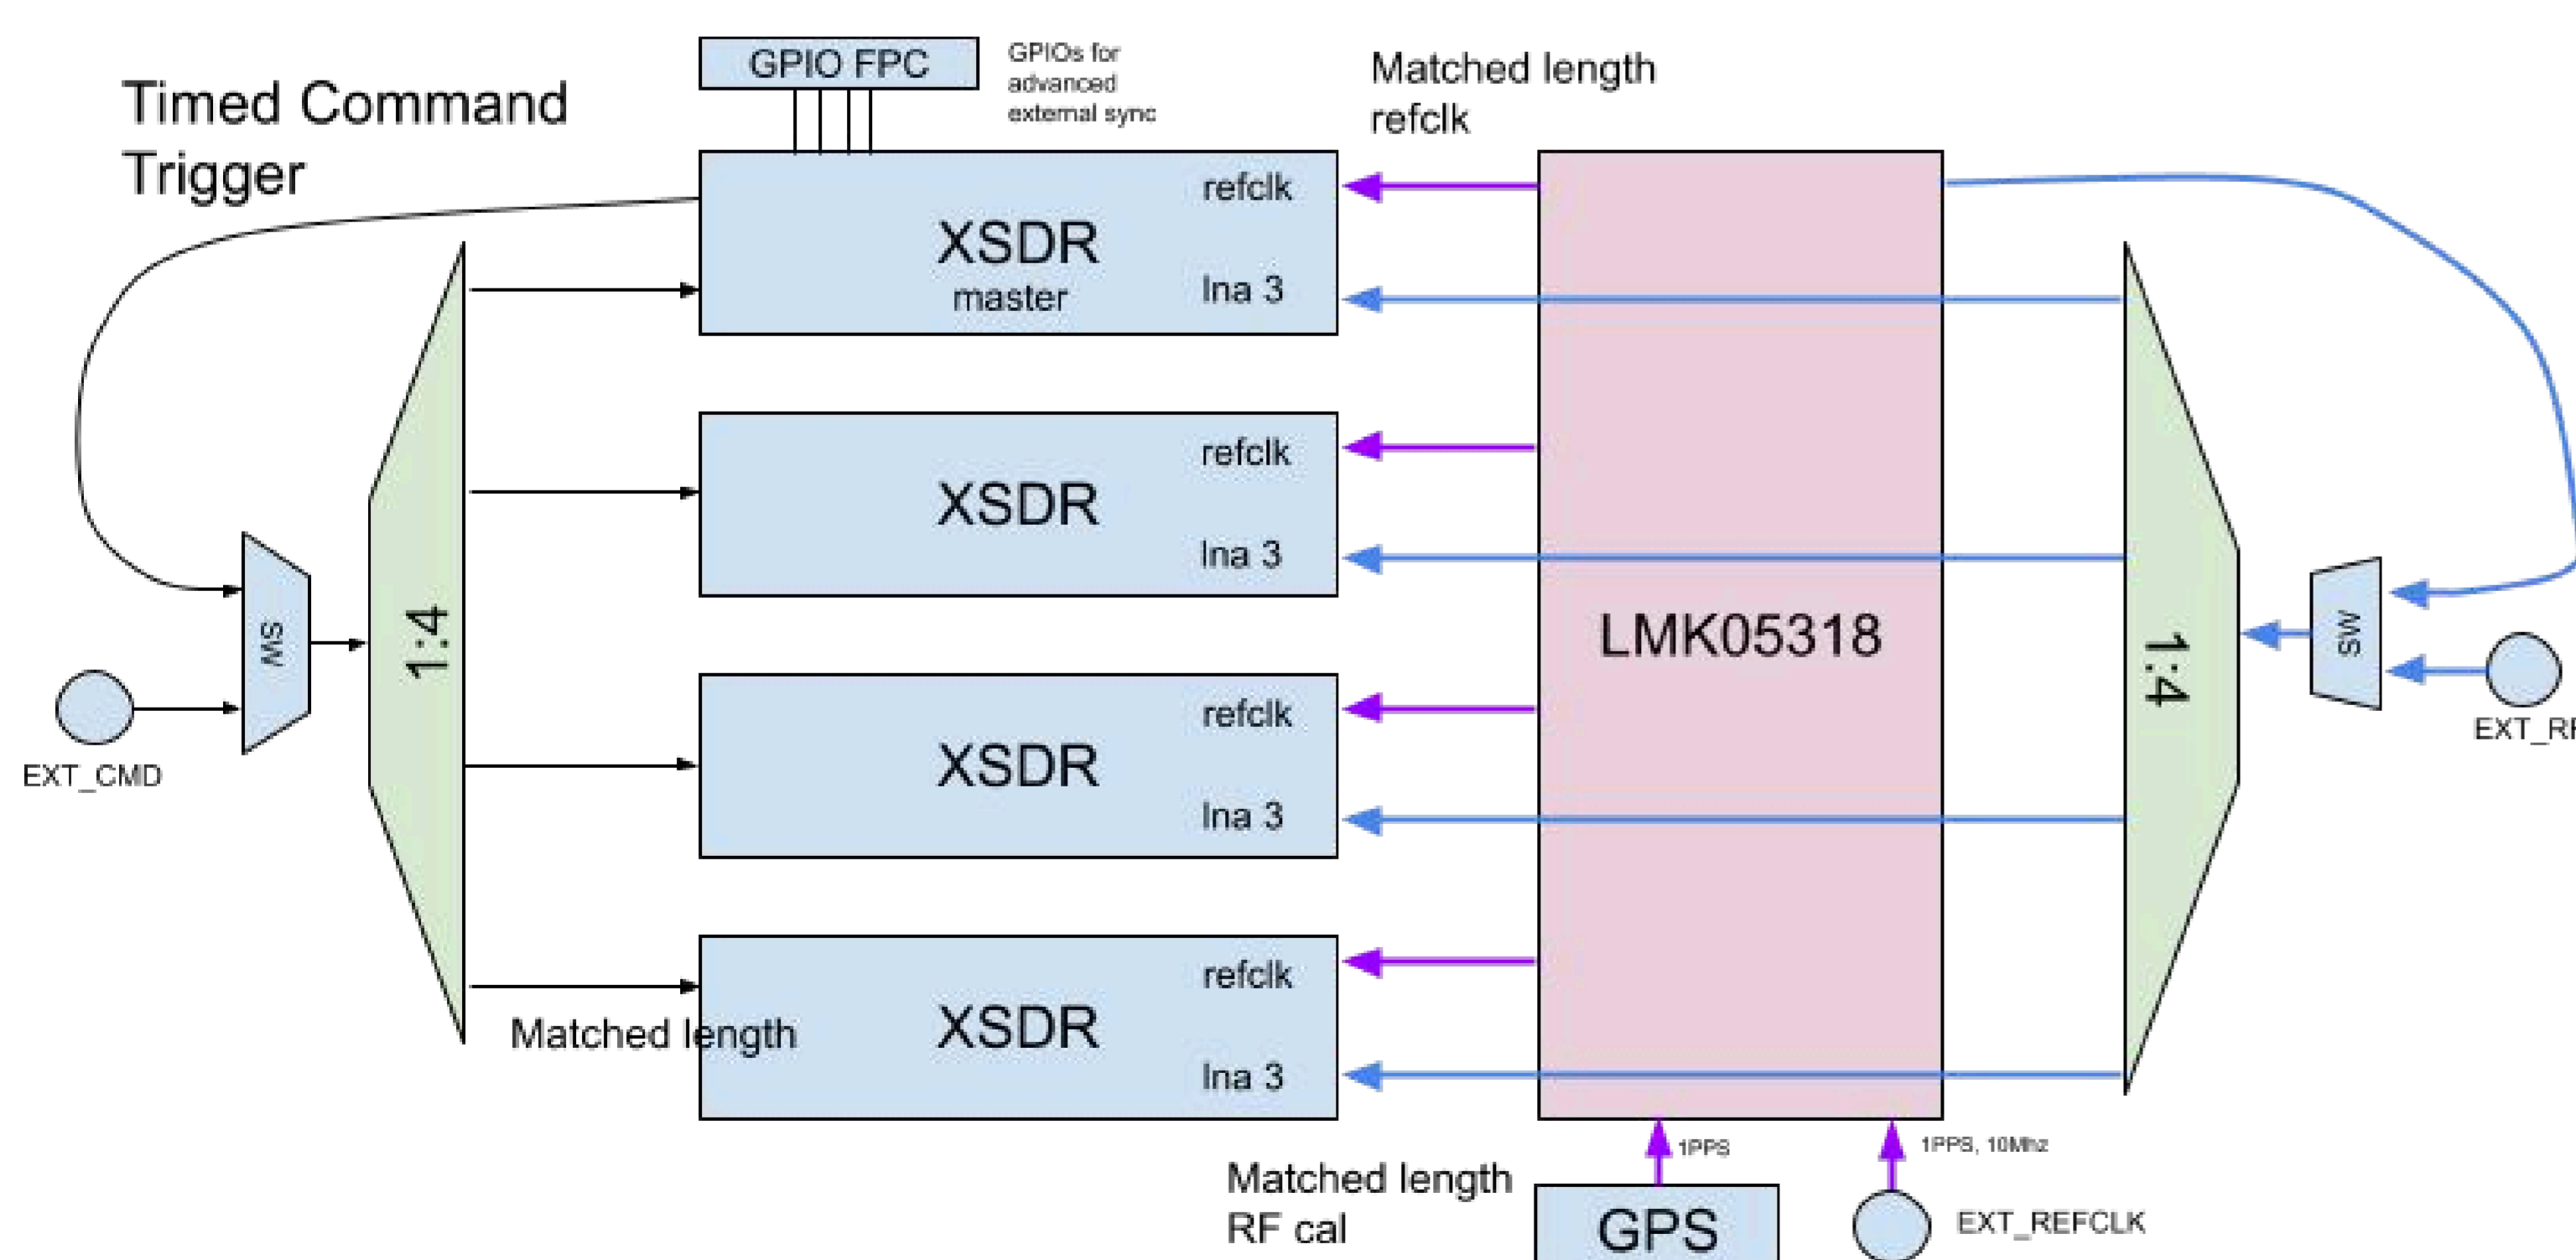 GPIO FPC
GPIOs for
advanced
external sync
Timed Command
Trigger
Matched length
refclk
refclk
XSDR
master
lna 3
refclk
XSDR
lna 3
SW
1:4
EXT_CMD
LMK05318
1:4
SW
EXT_RF
refclk
XSDR
lna 3
refclk
XSDR
lna 3
Matched length
1PPS
1PPS, 10Mhz
Matched length
RF cal
GPS
EXT_REFCLK